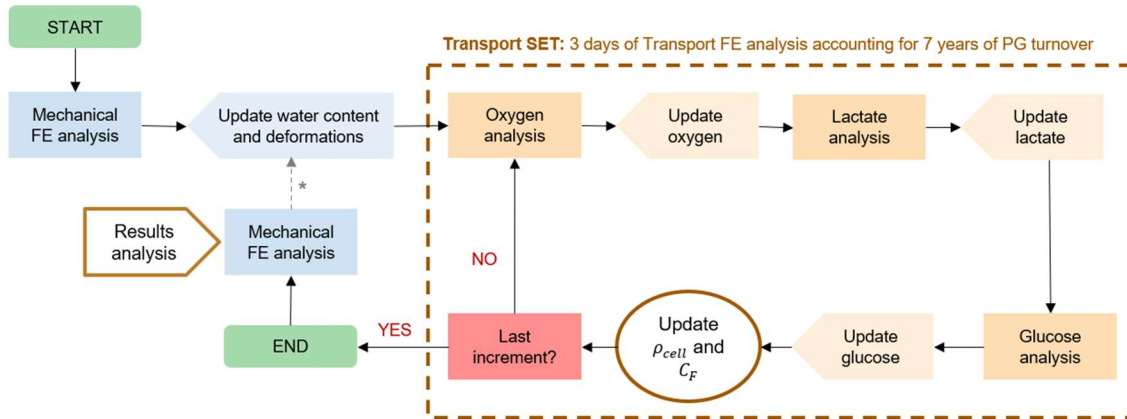 START
Transport SET: 3 days of Transport FE analysis accounting for 7 years of PG turnover
Mechanical
FE analysis
Update water content
and deformations
Oxygen
analysis
Update
oxygen
Lactate
analysis
Update
lactate
*
Results
analysis
Mechanical
FE analysis
NO
YES
END
Last
increment?
Update
ρ_cell and
C_F
Update
glucose
Glucose
analysis